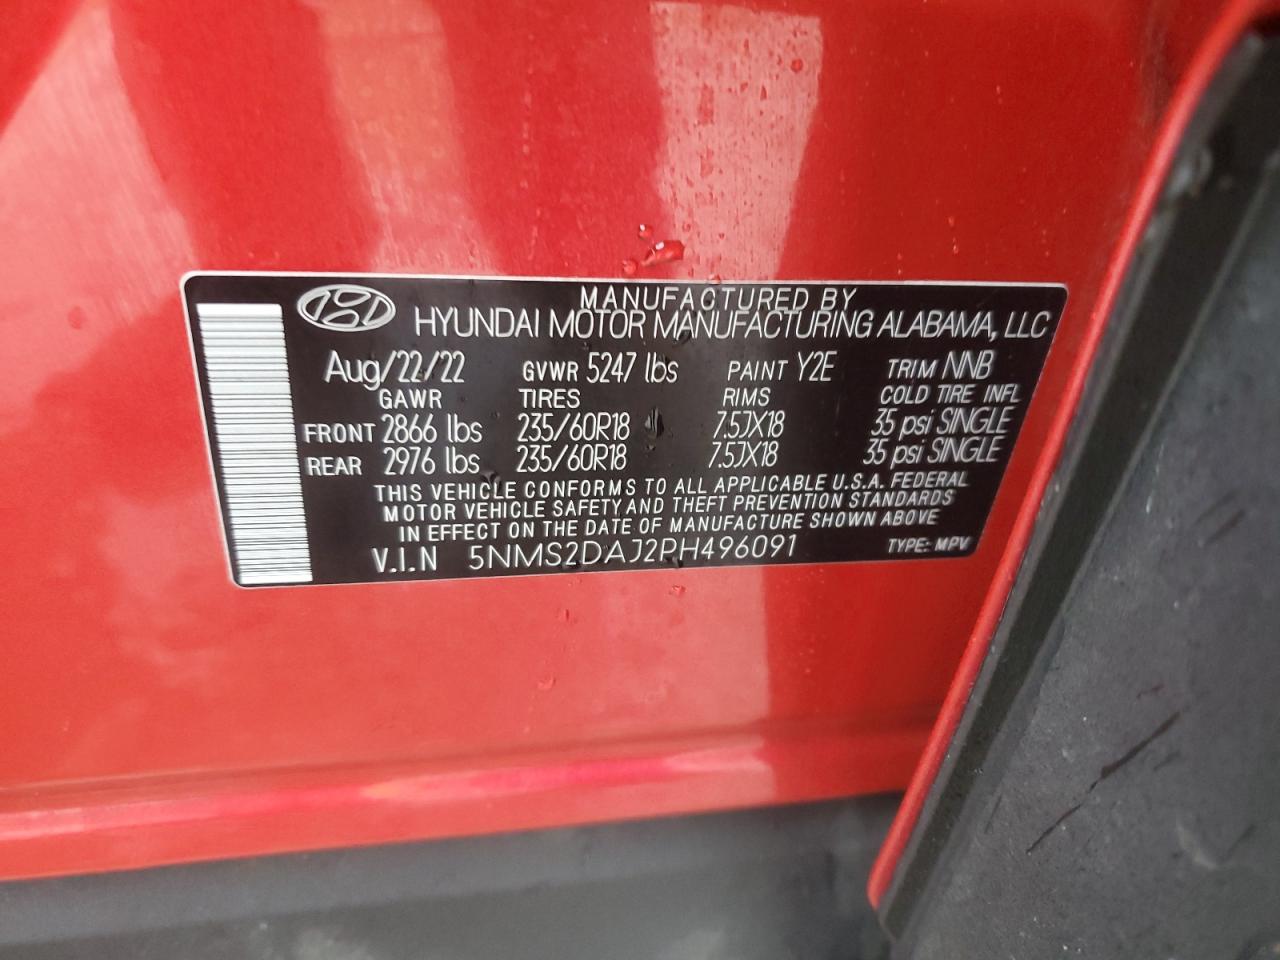 MANUFACTURED BY
HYUNDAI MOTOR MANUFACTURING ALABAMA, LLC
Aug/22/22 GVWR 5247 lbs PAINT Y2E TRIM NNB
GAWR TIRES RIMS COLD TIRE INFL
FRONT 2866 lbs 235/60R18 7.5JX18 35 psi SINGLE
REAR 2976 lbs 235/60R18 7.5JX18 35 psi SINGLE
THIS VEHICLE CONFORMS TO ALL APPLICABLE U.S.A. FEDERAL
MOTOR VEHICLE SAFETY AND THEFT PREVENTION STANDARDS
IN EFFECT ON THE DATE OF MANUFACTURE SHOWN ABOVE
V.I.N 5NMS2DAJ2PH496091 TYPE: MPV